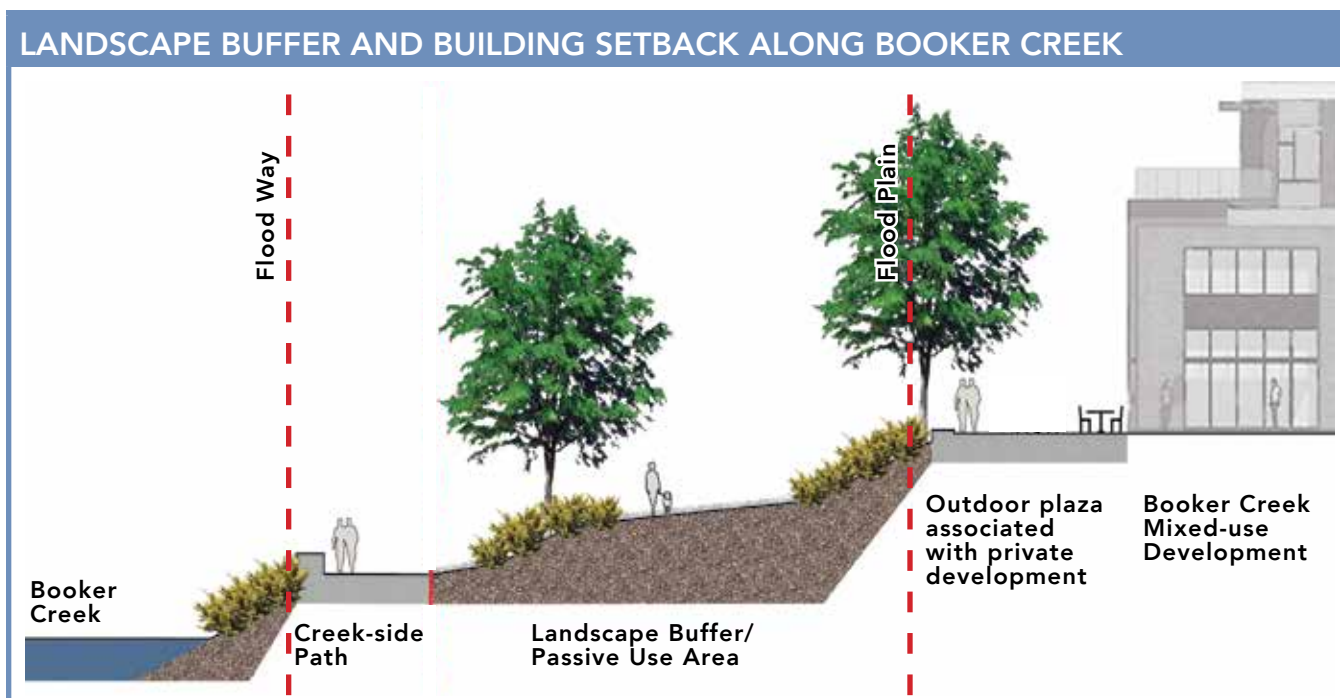 LANDSCAPE BUFFER AND BUILDING SETBACK ALONG BOOKER CREEK
Flood Way
Flood Plain
Booker
Creek
Creek-side
Path
Landscape Buffer/
Passive Use Area
Outdoor plaza
associated
with private
development
Booker Creek
Mixed-use
Development